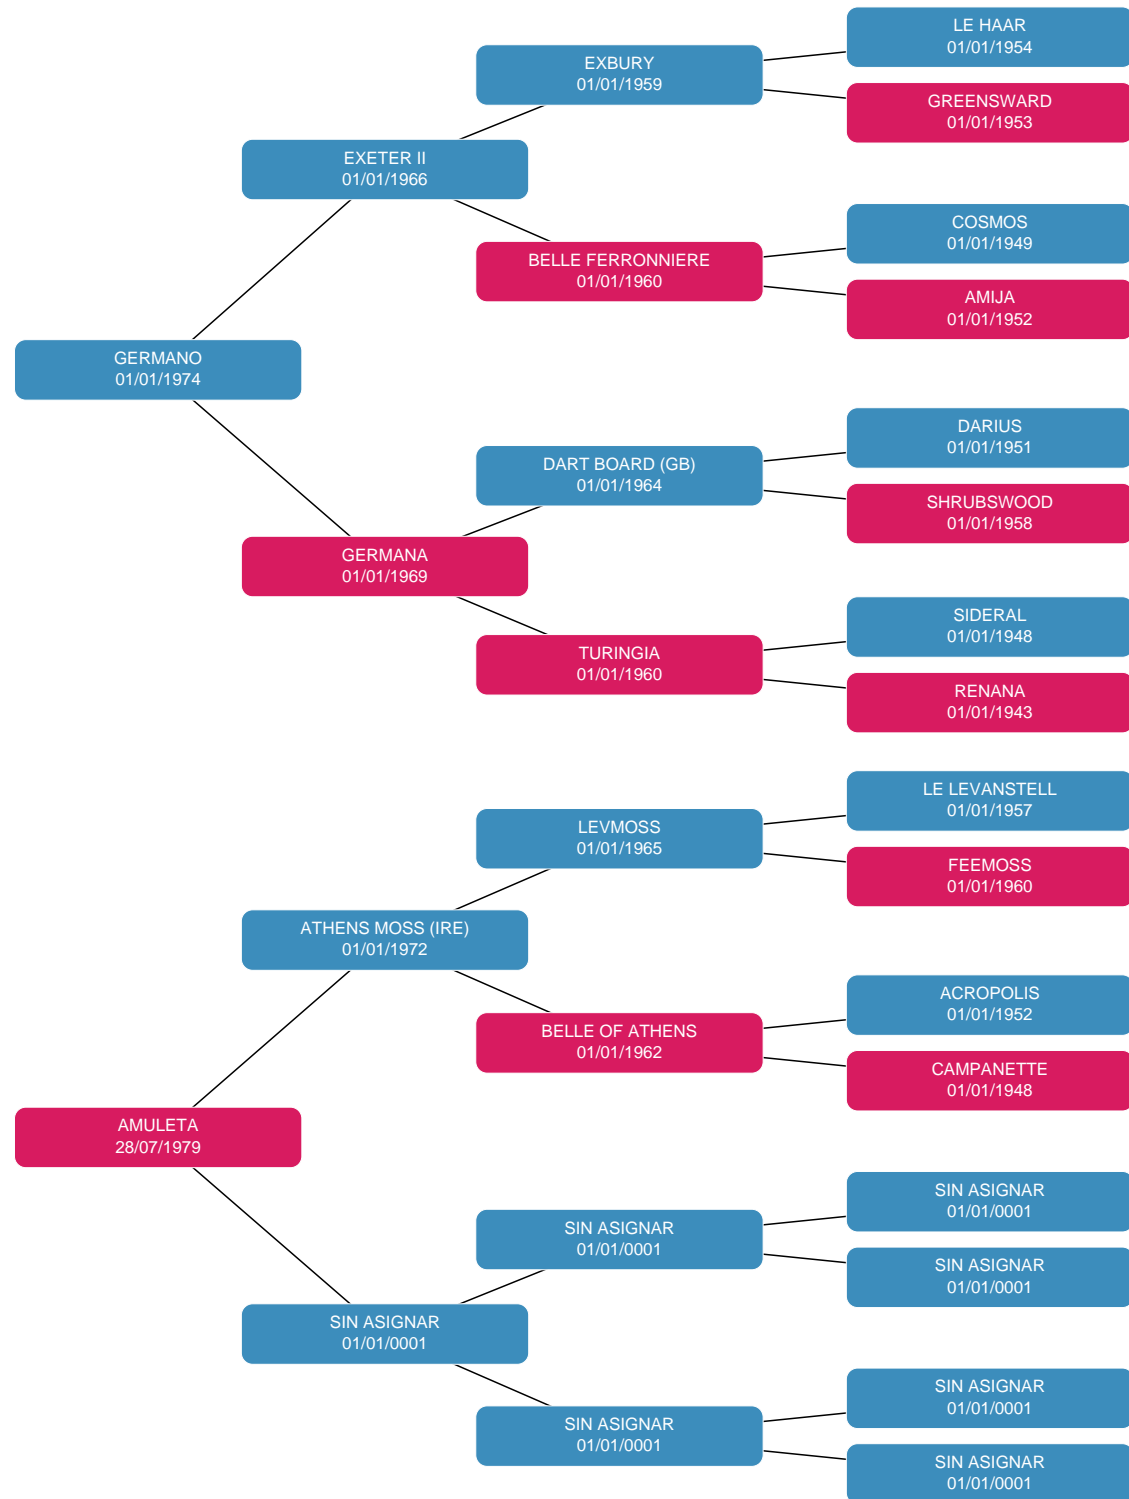 LE HAAR
01/01/1954
EXBURY
01/01/1959
GREENSWARD
01/01/1953
EXETER II
01/01/1966
COSMOS
01/01/1949
BELLE FERRONNIERE
01/01/1960
AMIJA
01/01/1952
GERMANO
01/01/1974
DARIUS
01/01/1951
DART BOARD (GB)
01/01/1964
SHRUBSWOOD
01/01/1958
GERMANA
01/01/1969
SIDERAL
01/01/1948
TURINGIA
01/01/1960
RENANA
01/01/1943
LE LEVANSTELL
01/01/1957
LEVMOSS
01/01/1965
FEEMOSS
01/01/1960
ATHENS MOSS (IRE)
01/01/1972
ACROPOLIS
01/01/1952
BELLE OF ATHENS
01/01/1962
CAMPANETTE
01/01/1948
AMULETA
28/07/1979
SIN ASIGNAR
01/01/0001
SIN ASIGNAR
01/01/0001
SIN ASIGNAR
01/01/0001
SIN ASIGNAR
01/01/0001
SIN ASIGNAR
01/01/0001
SIN ASIGNAR
01/01/0001
SIN ASIGNAR
01/01/0001